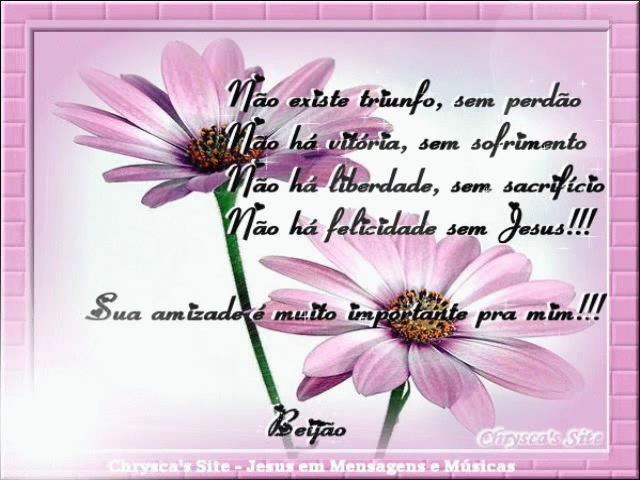 Não existe triunfo, sem perdão
Não há vitória, sem sofrimento
Não há liberdade, sem sacrifício
Não há felicidade sem Jesus!!!
Sua amizade é muito importante pra mim!!!
Beijão
Chrysca's Site
Chrysca's Site - Jesus em Mensagens e Músicas